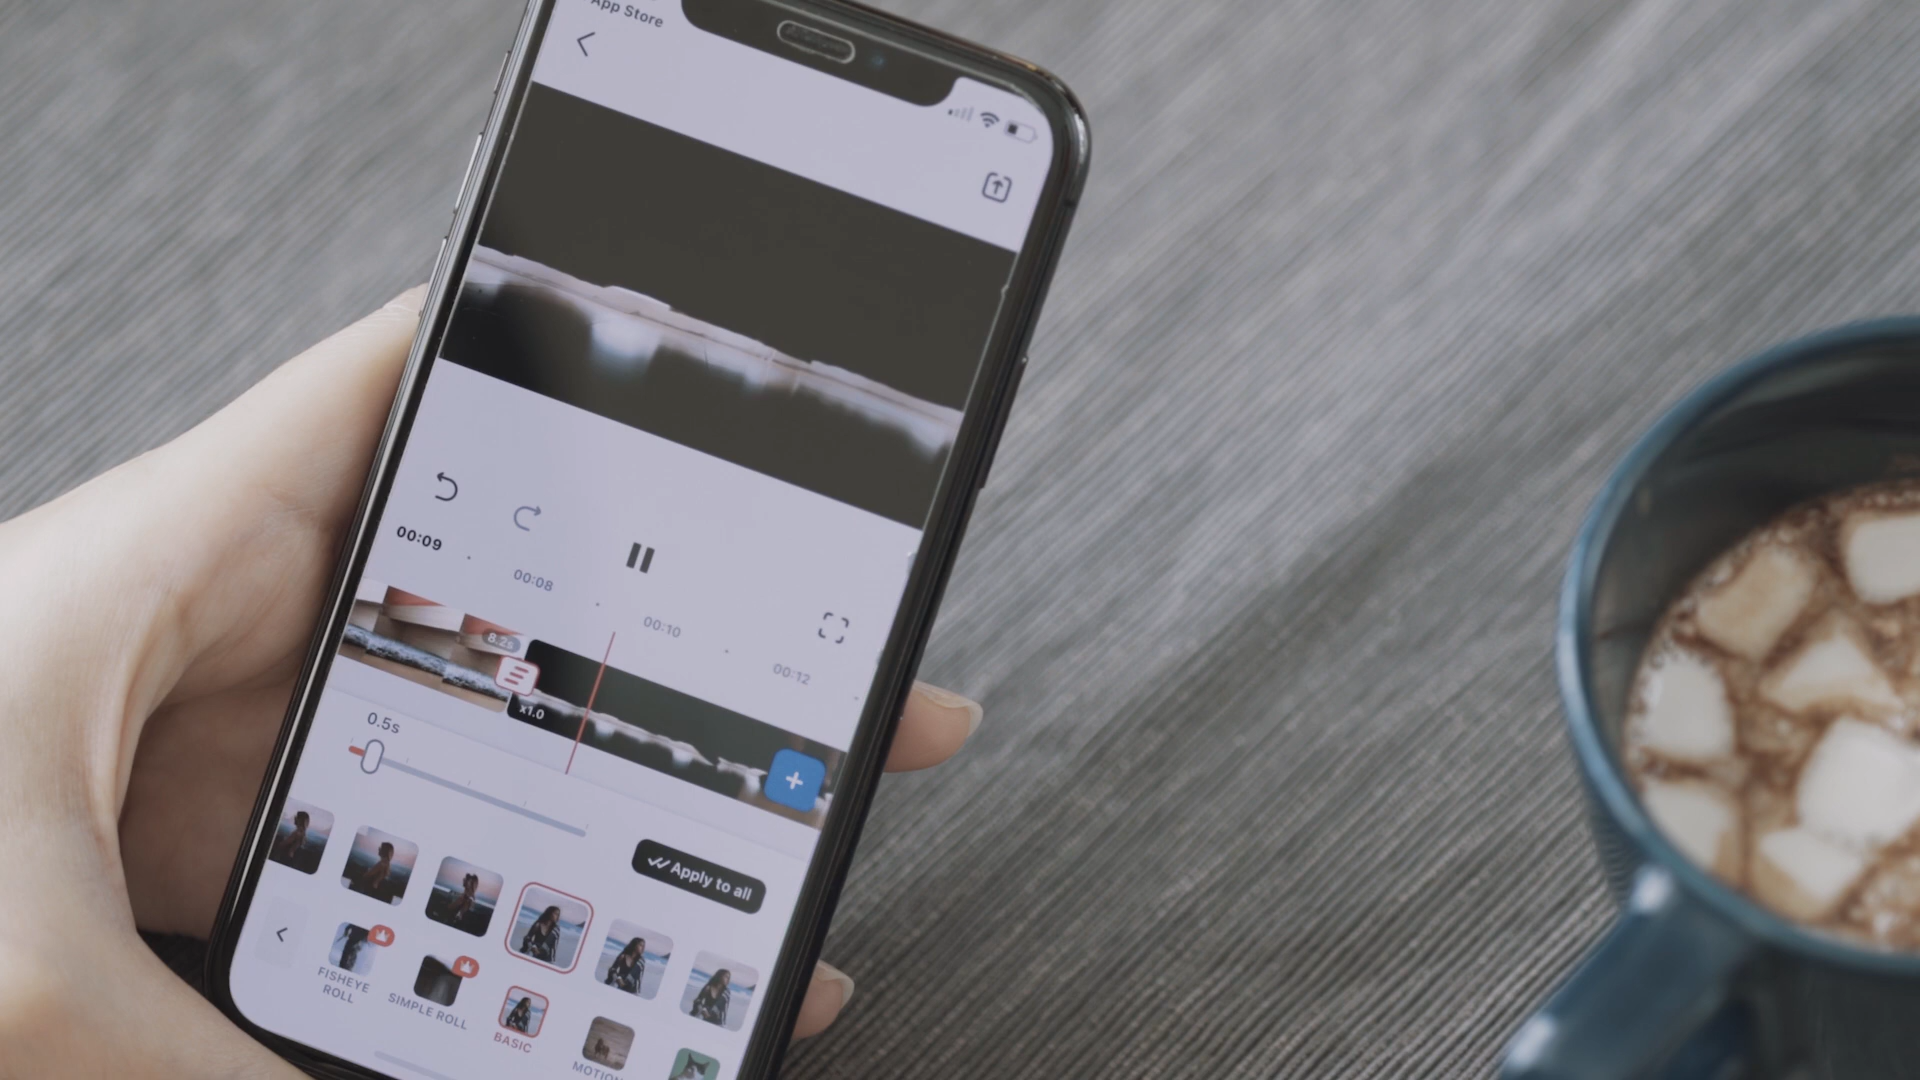 App Store
00:09
00:08
00:10
00:12
8.2s
x1.0
0.5s
Apply to all
FISHEYE
ROLL
SIMPLE ROLL
BASIC
MOTION